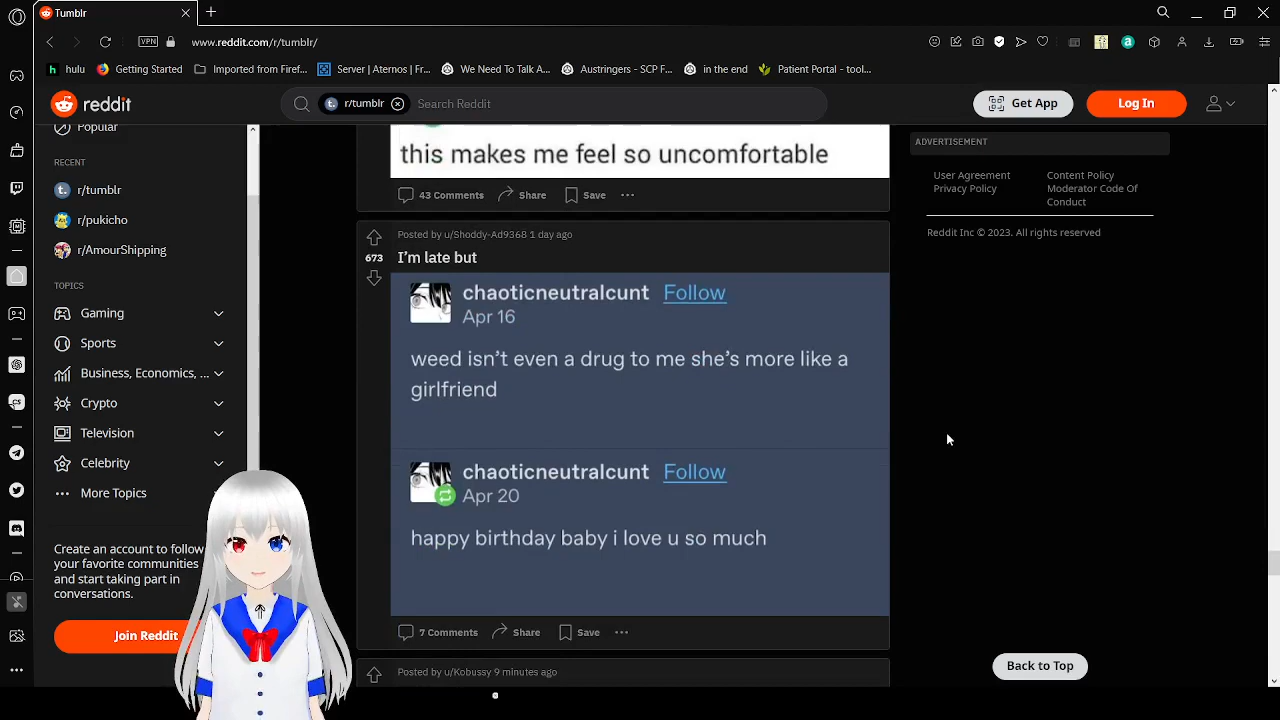 Tumblr
VPN
www.reddit.com/r/tumblr/
hulu
Getting Started
Imported from Firef...
Server | Aternos | Fr...
We Need To Talk A...
Austringers - SCP F...
in the end
Patient Portal - tool...
reddit
r/tumblr
Search Reddit
Get App
Log In
Popular
RECENT
r/tumblr
r/pukicho
r/AmourShipping
TOPICS
Gaming
Sports
Business, Economics, ...
Crypto
Television
Celebrity
More Topics
Create an account to follow
your favorite communities
and start taking part in
conversations.
Join Reddit
this makes me feel so uncomfortable
43 Comments
Share
Save
Posted by u/Shoddy-Ad9368 1 day ago
673
I'm late but
chaoticneutralcunt Follow
Apr 16
weed isn't even a drug to me she's more like a
girlfriend
chaoticneutralcunt Follow
Apr 20
happy birthday baby i love u so much
7 Comments
Share
Save
Posted by u/Kobussy 9 minutes ago
ADVERTISEMENT
User Agreement
Privacy Policy
Content Policy
Moderator Code Of
Conduct
Reddit Inc © 2023. All rights reserved
Back to Top